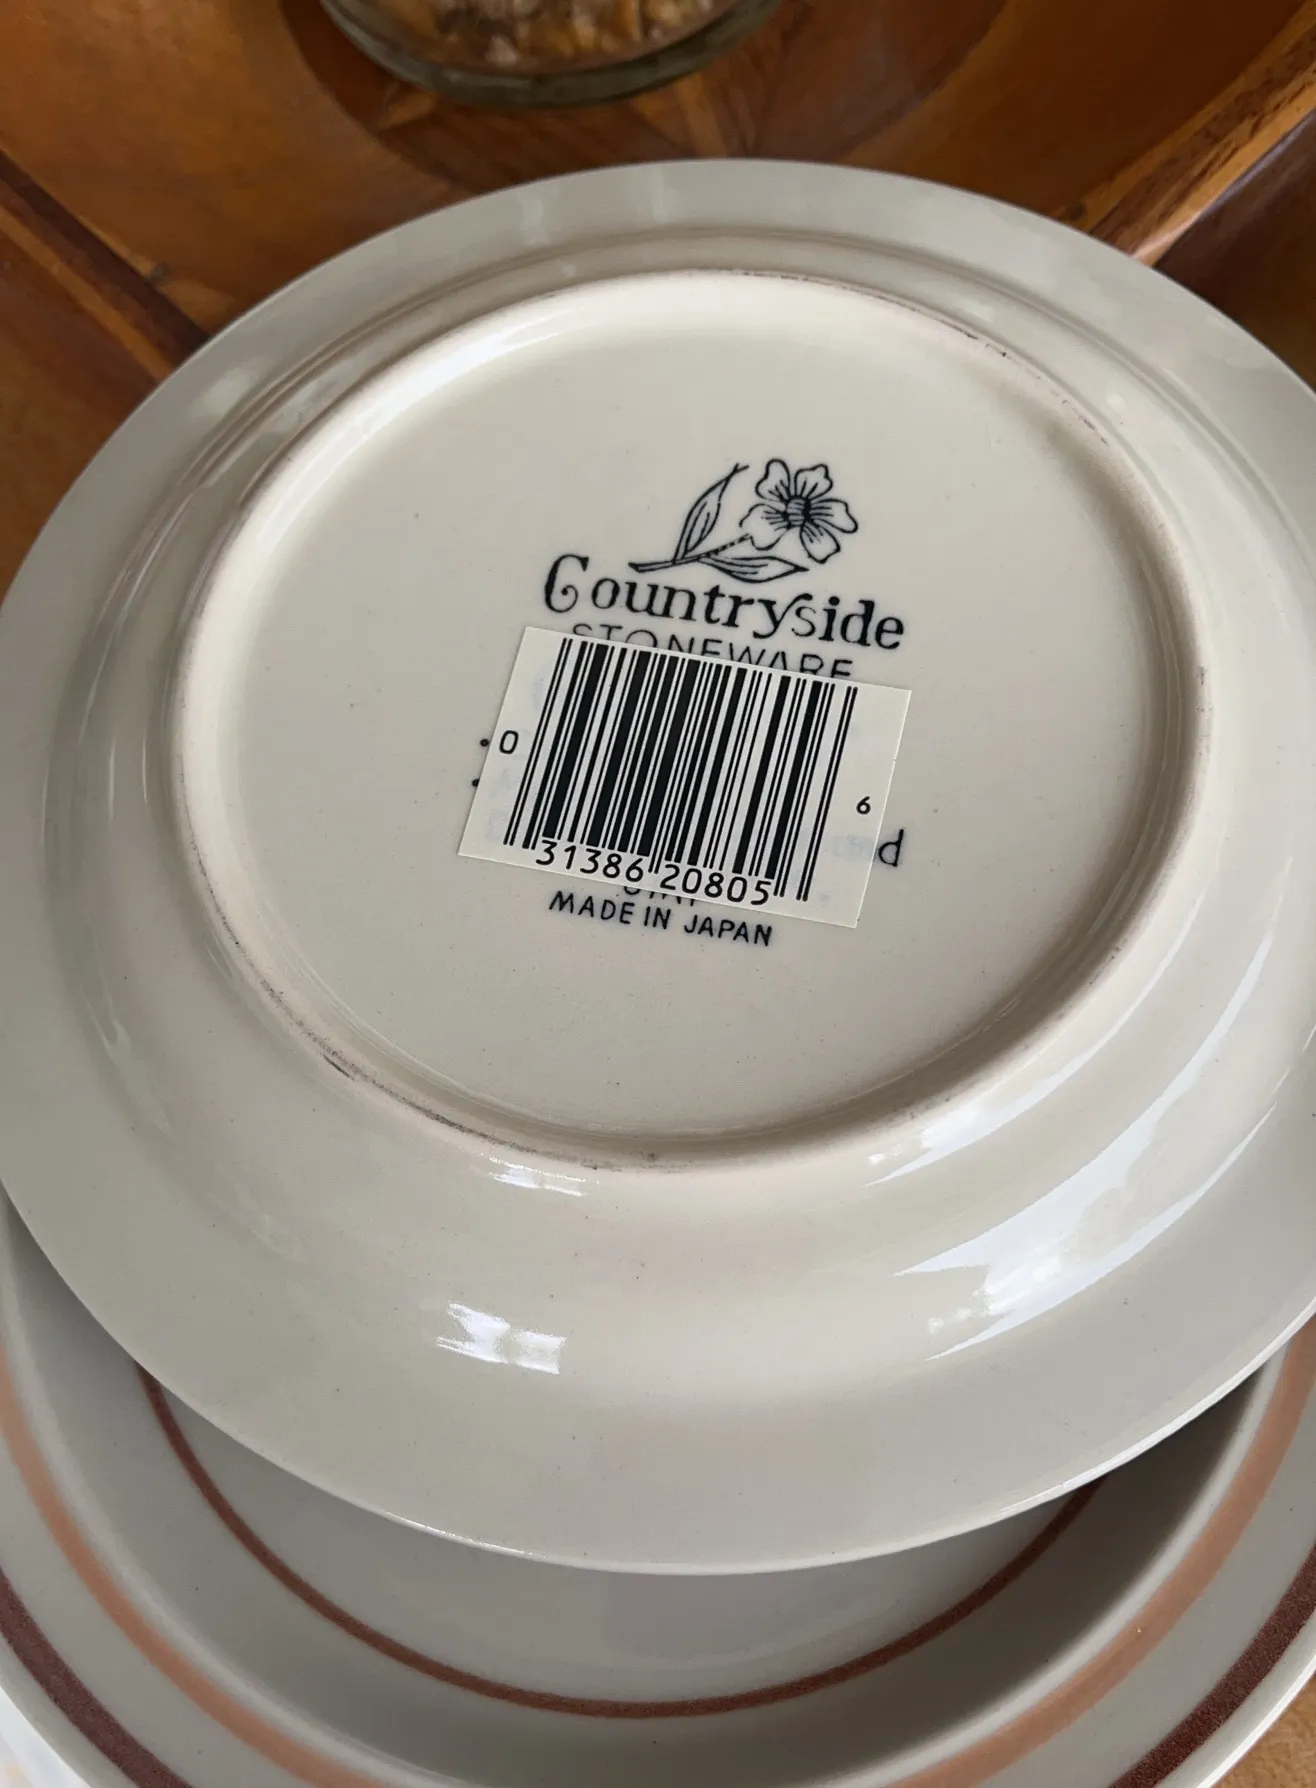 Countryside
STONEWARE
0 31386 20805 6
MADE IN JAPAN